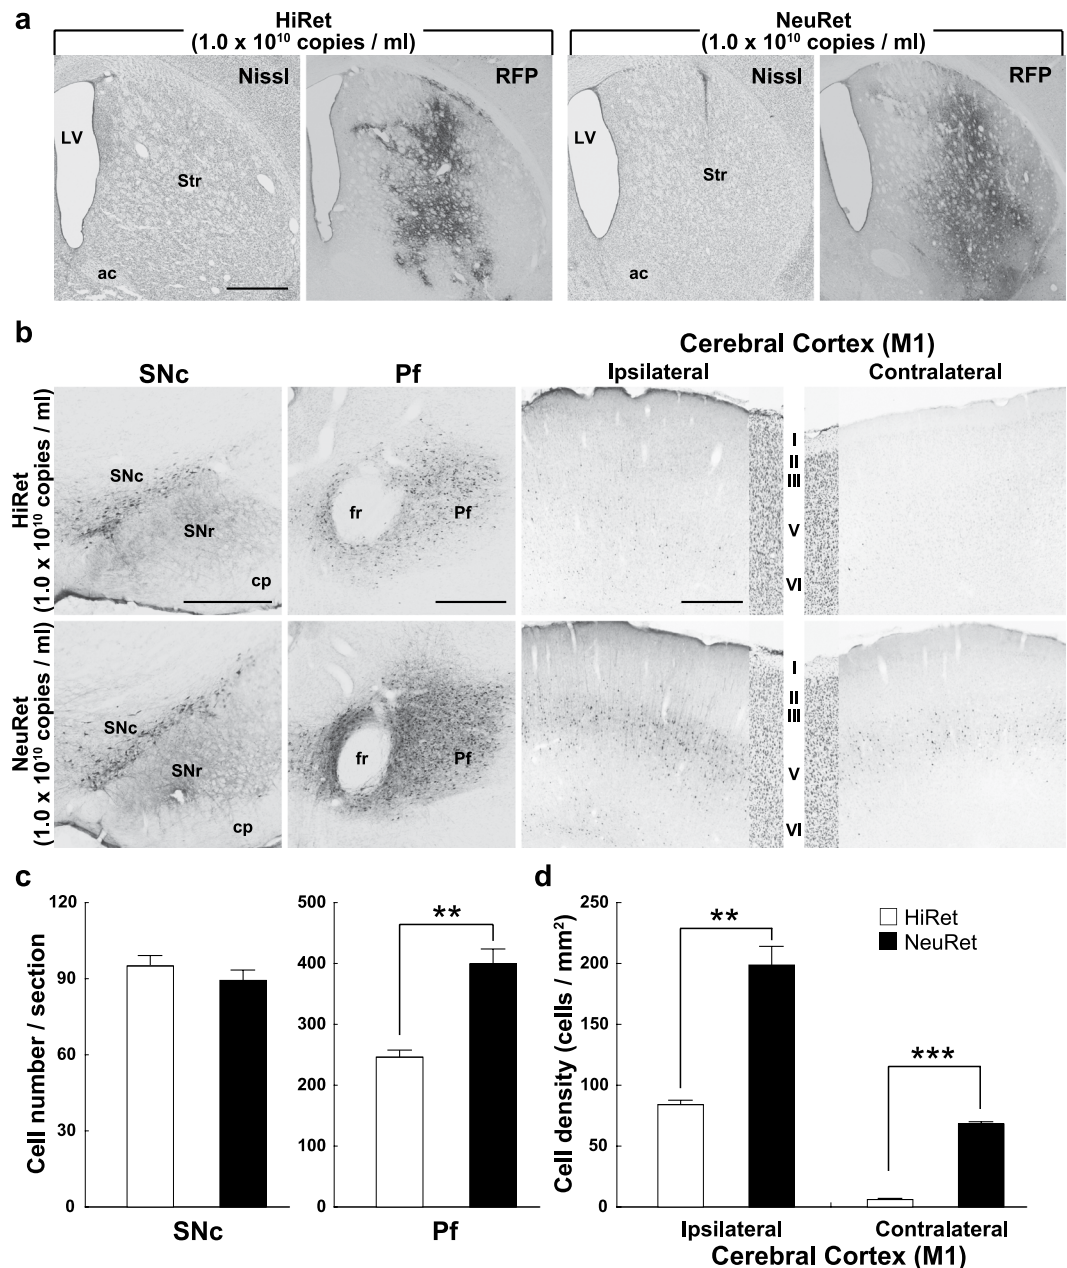 a
HiRet
(1.0 x 10¹⁰ copies / ml)
NeuRet
(1.0 x 10¹⁰ copies / ml)
Nissl
LV
Str
ac
RFP
Nissl
LV
Str
ac
RFP
b
Cerebral Cortex (M1)
SNc
Pf
Ipsilateral
Contralateral
HiRet
(1.0 x 10¹⁰ copies / ml)
SNc
SNr
cp
fr
Pf
I
II
III
V
VI
NeuRet
(1.0 x 10¹⁰ copies / ml)
SNc
SNr
cp
fr
Pf
I
II
III
V
VI
c
Cell number / section
120
90
60
30
0
SNc
500
400
300
200
100
0
**
Pf
d
Cell density (cells / mm²)
250
200
150
100
50
0
**
***
HiRet
NeuRet
Ipsilateral
Contralateral
Cerebral Cortex (M1)